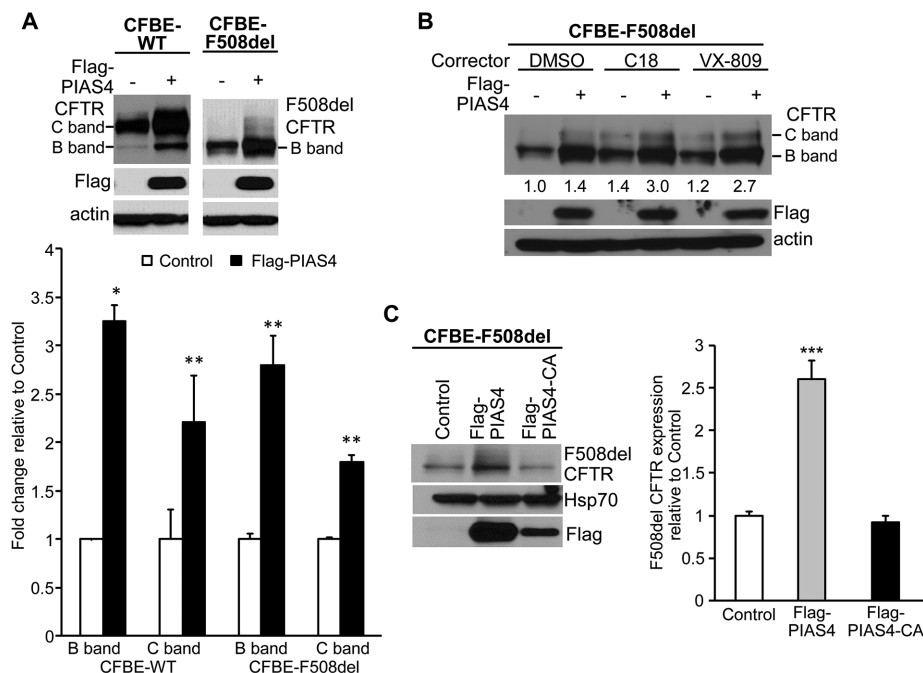 A
CFBE-
WT
CFBE-
F508del
Flag-
PIAS4
- + - +
CFTR
C band
B band
F508del
CFTR
B band
Flag
actin
Control Flag-PIAS4
Fold change relative to Control
4
3.5
3
2.5
2
1.5
1
0.5
0
*
**
**
**
B band C band B band C band
CFBE-WT CFBE-F508del
B
CFBE-F508del
Corrector DMSO C18 VX-809
Flag-
PIAS4
- + - + - +
CFTR
C band
B band
1.0 1.4 1.4 3.0 1.2 2.7
Flag
actin
C
CFBE-F508del
Control
Flag-
PIAS4
Flag-
PIAS4-CA
F508del
CFTR
Hsp70
Flag
F508del CFTR expression
relative to Control
3
2.5
2
1.5
1
0.5
0
***
Control
Flag-
PIAS4
Flag-
PIAS4-CA